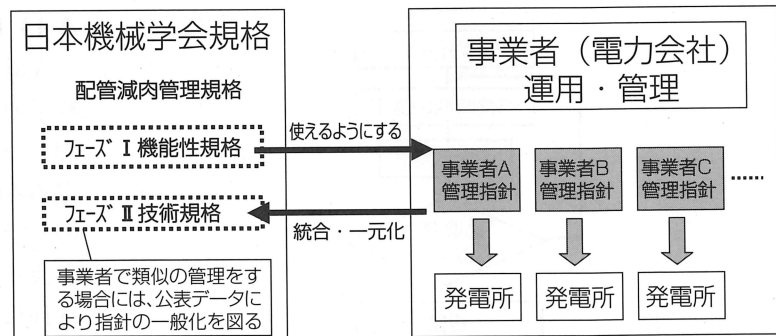 日本機械学会規格
配管減肉管理規格
フェーズⅠ機能性規格
フェーズⅡ技術規格
事業者で類似の管理をす
る場合には、公表データに
より指針の一般化を図る
使えるようにする
統合・一元化
事業者（電力会社）
運用・管理
事業者A
管理指針
事業者B
管理指針
事業者C
管理指針
……
発電所
発電所
発電所